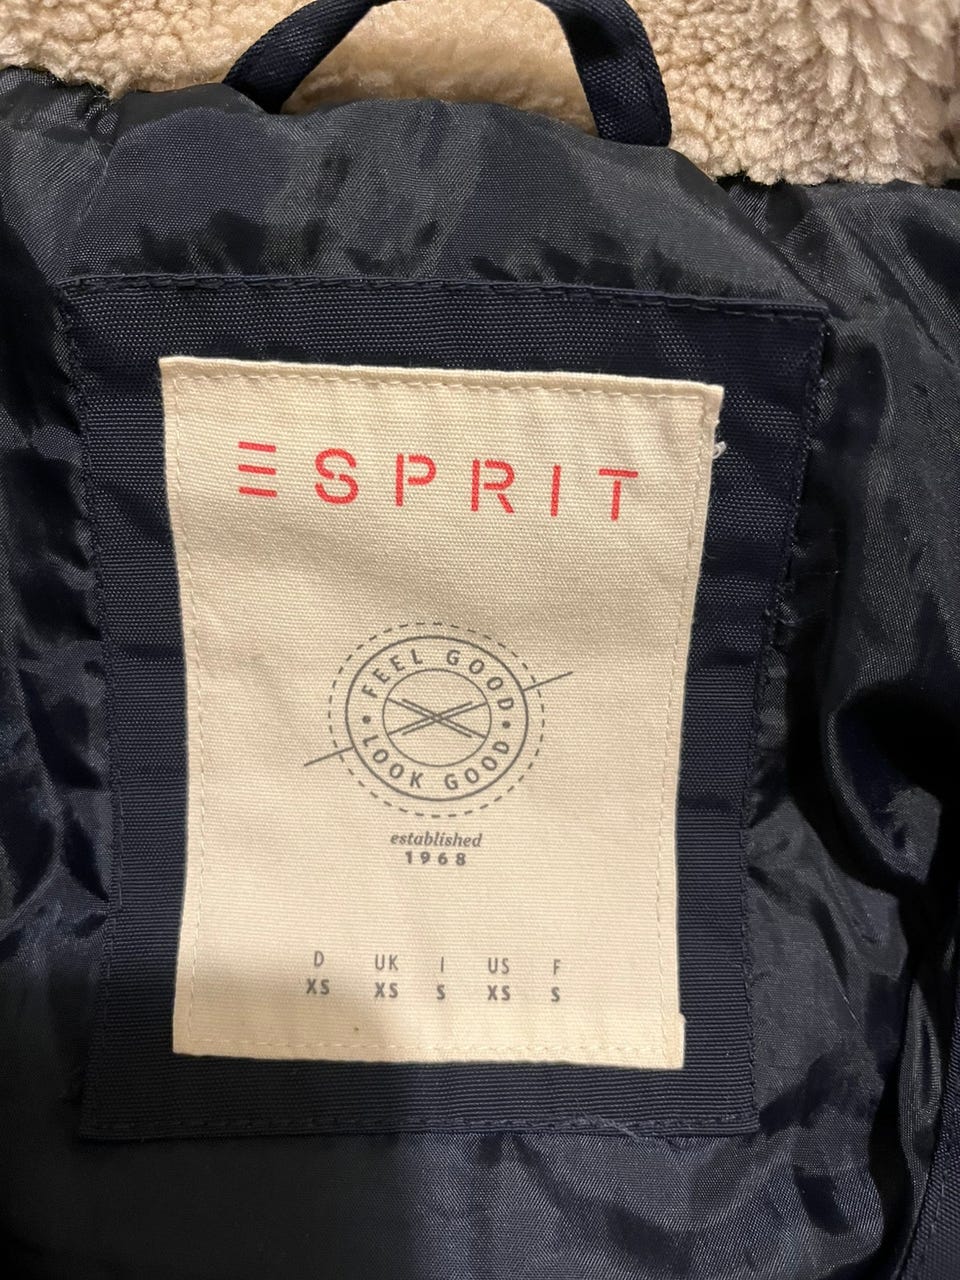 ESPRIT
FEEL GOOD
LOOK GOOD
established
1968
D UK I US F
XS XS S XS S